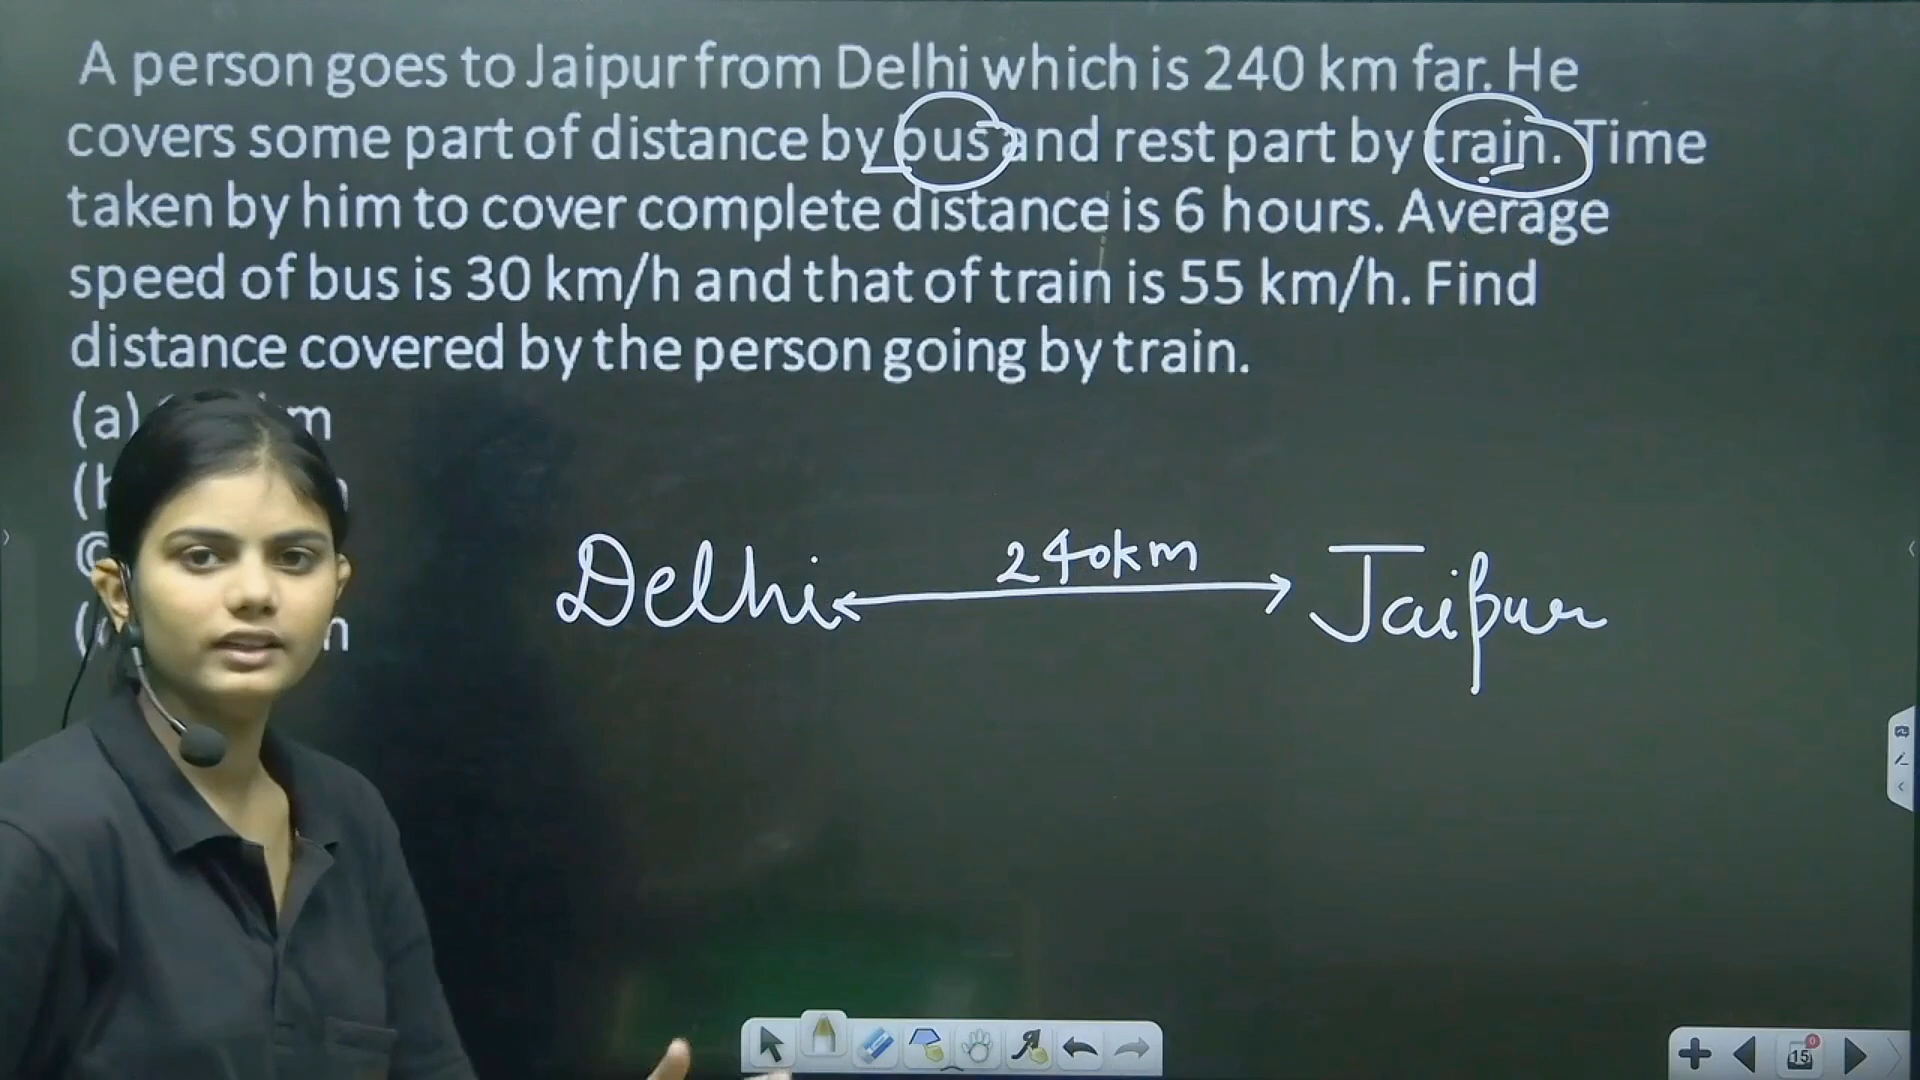 A person goes to Jaipur from Delhi which is 240 km far. He
covers some part of distance by bus and rest part by train. Time
taken by him to cover complete distance is 6 hours. Average
speed of bus is 30 km/h and that of train is 55 km/h. Find
distance covered by the person going by train.
(a)
Delhi 240km Jaipur
15